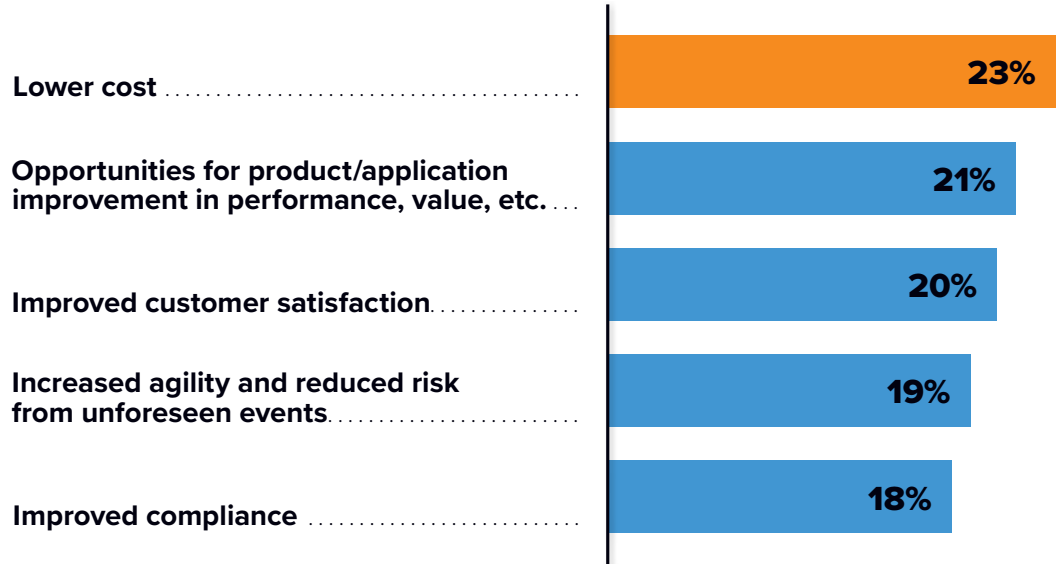 Lower cost
23%
Opportunities for product/application
improvement in performance, value, etc.
21%
Improved customer satisfaction
20%
Increased agility and reduced risk
from unforeseen events
19%
Improved compliance
18%